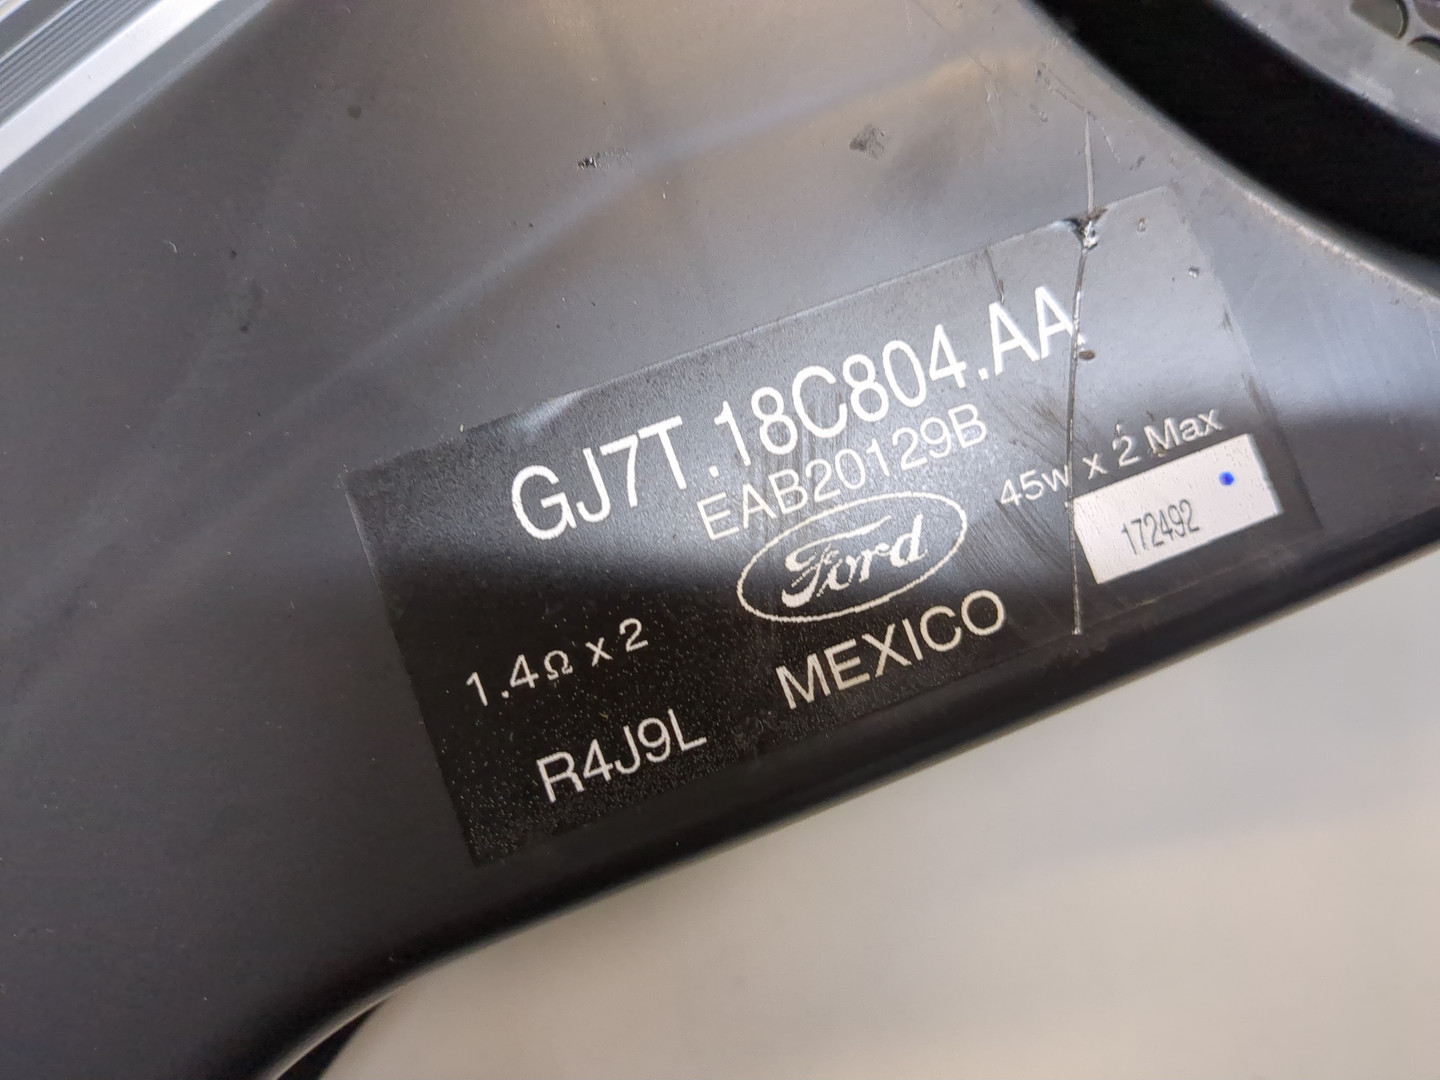 GJ7T.18C804.AA
EAB20129B
45w x 2 Max
172492
Ford
1.4Ω x 2
MEXICO
R4J9L